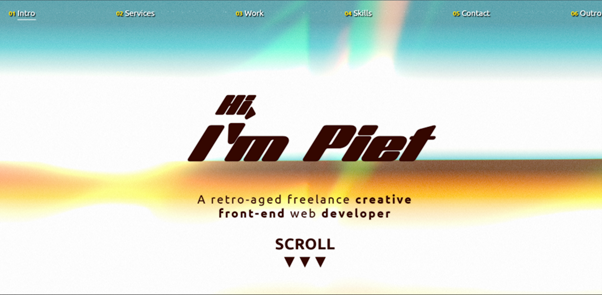 01 Intro 02 Services 03 Work 04 Skills 05 Contact 06 Outro
Hi,
I'm Piet
A retro-aged freelance creative
front-end web developer
SCROLL
▼▼▼